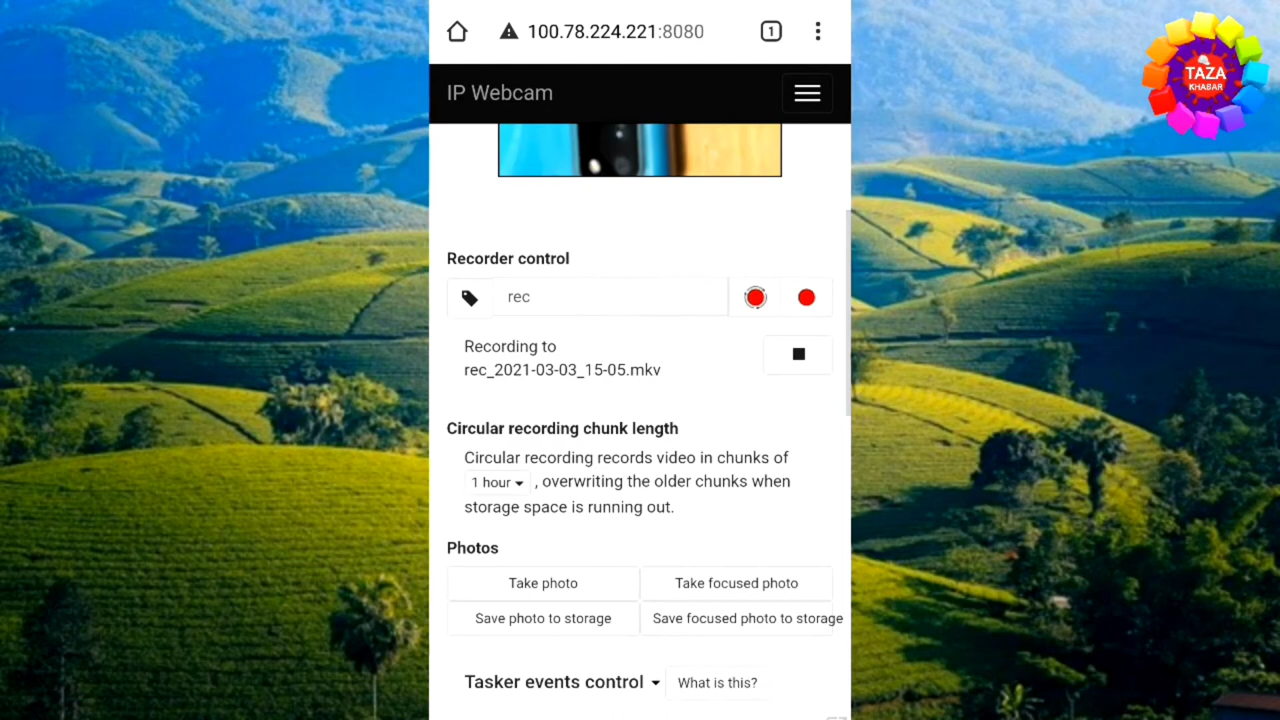 100.78.224.221:8080
1
TAZA
KHABAR
IP Webcam
Recorder control
rec
Recording to
rec_2021-03-03_15-05.mkv
Circular recording chunk length
Circular recording records video in chunks of
1 hour , overwriting the older chunks when
storage space is running out.
Photos
Take photo
Take focused photo
Save photo to storage
Save focused photo to storage
Tasker events control
What is this?